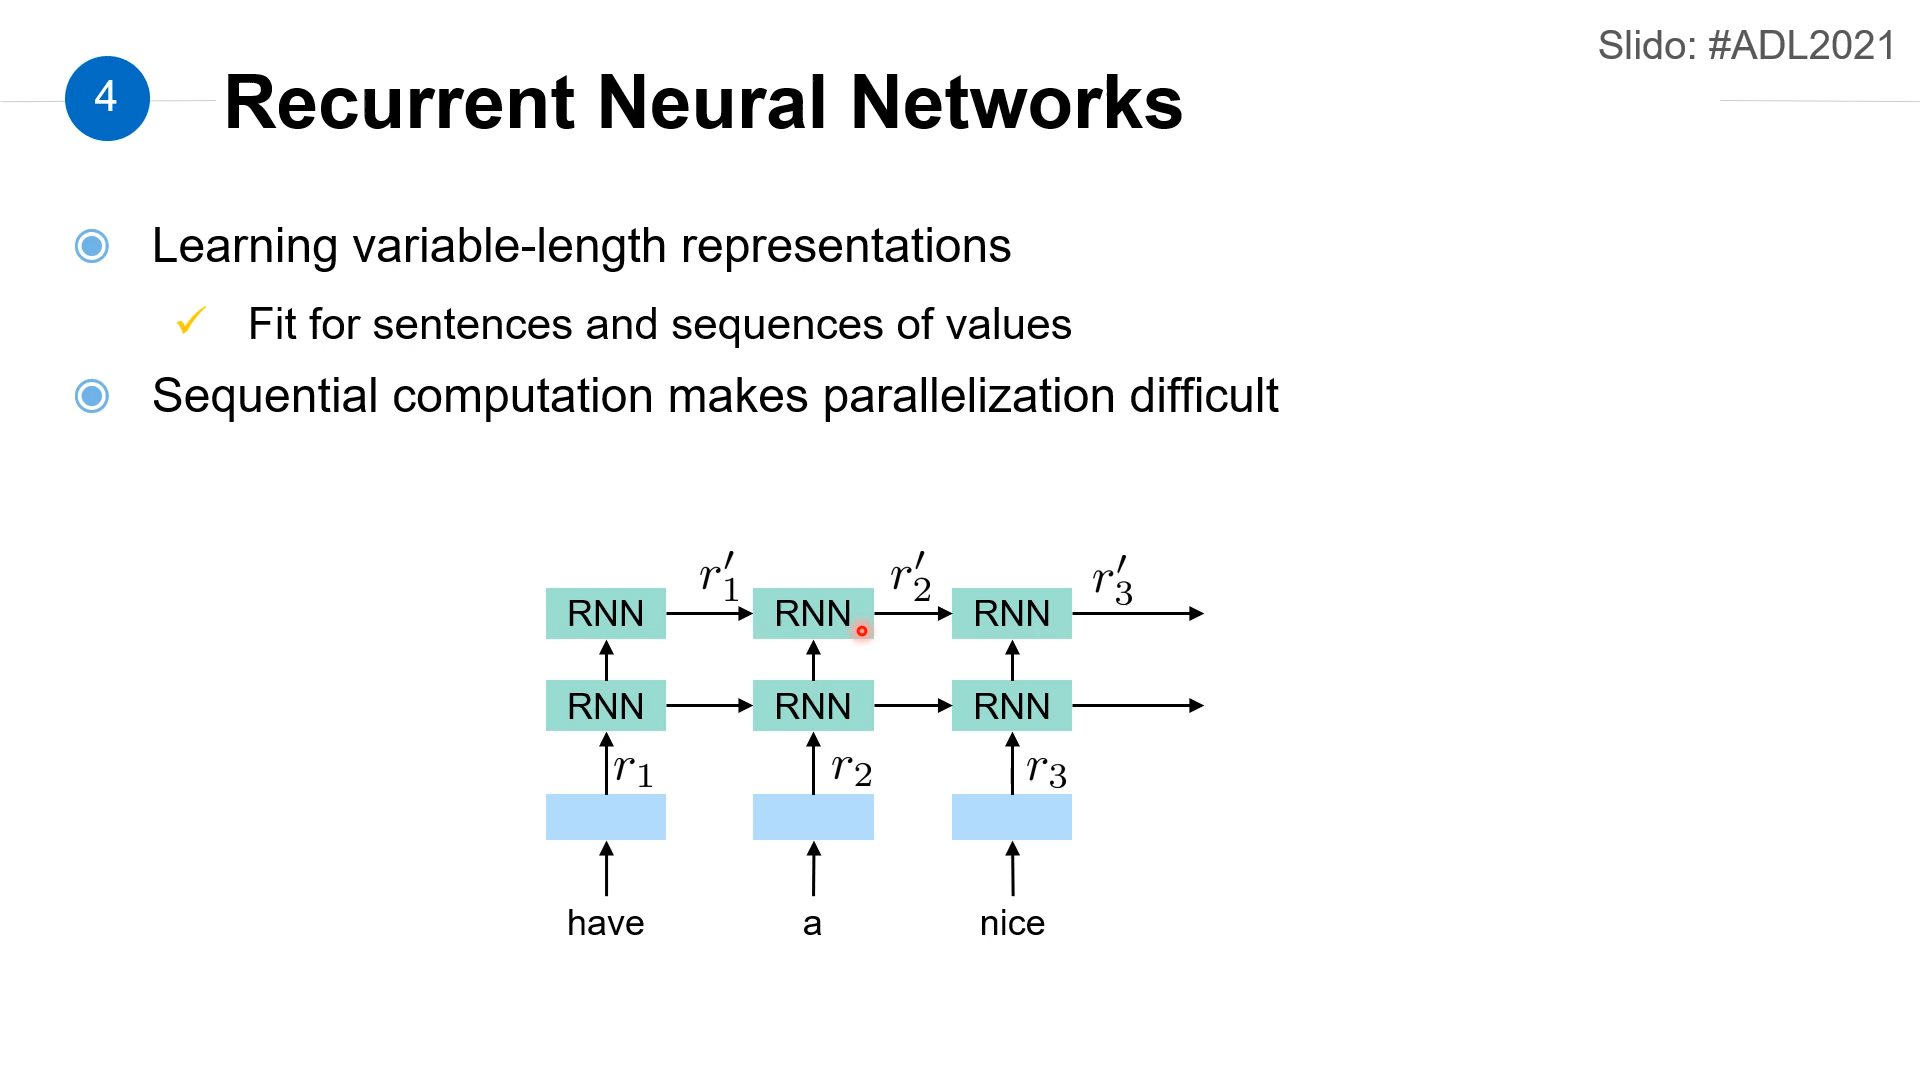 Slido: #ADL2021
4
Recurrent Neural Networks
Learning variable-length representations
Fit for sentences and sequences of values
Sequential computation makes parallelization difficult
r′₁ r′₂ r′₃
RNN RNN RNN
RNN RNN RNN
r₁ r₂ r₃
have a nice